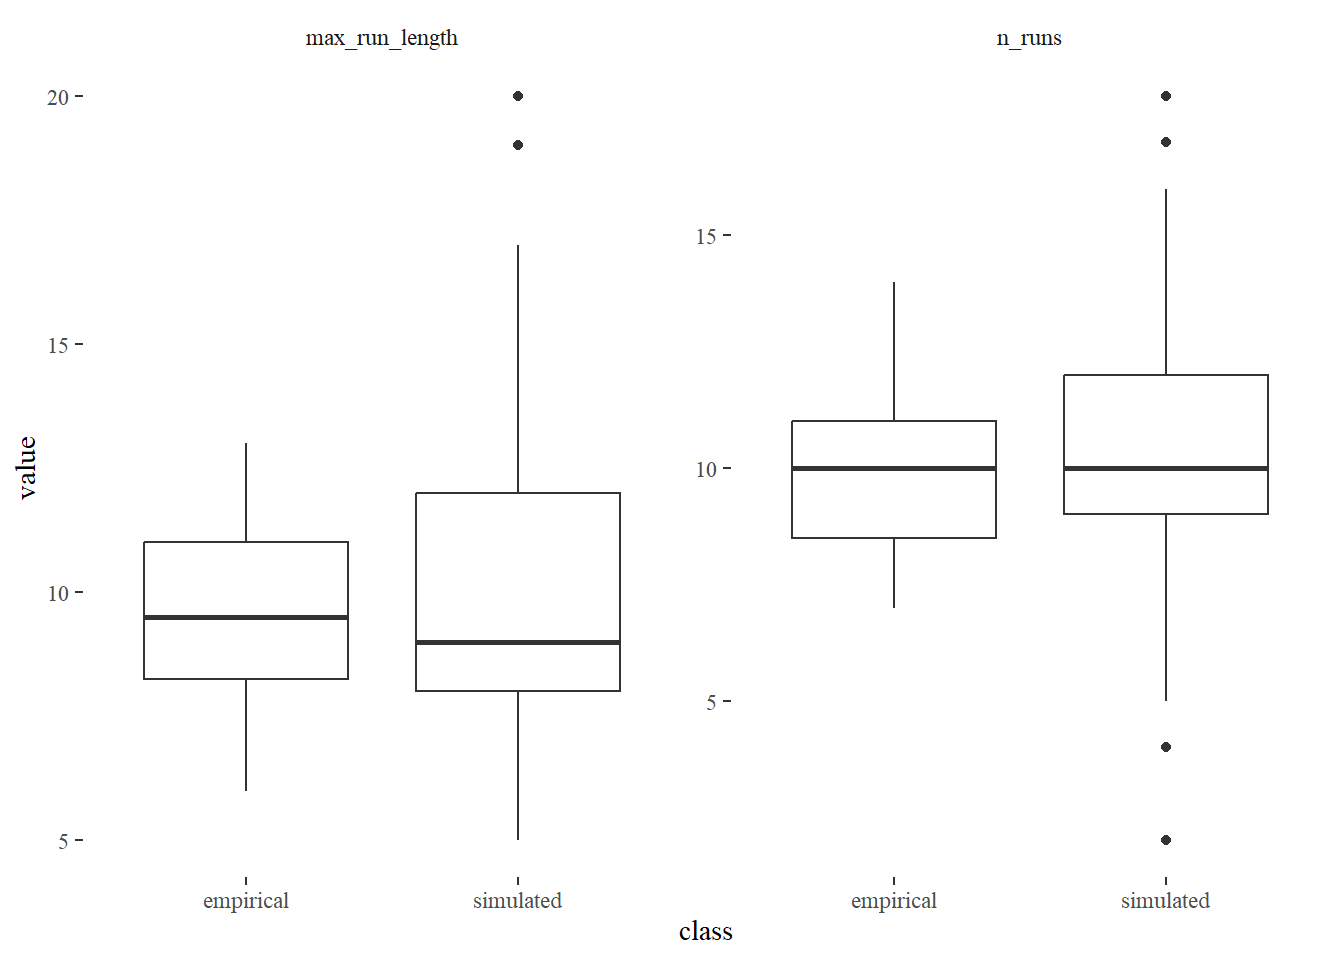 max_run_length
n_runs
20
15
10
5
15
10
5
value
empirical
simulated
empirical
simulated
class